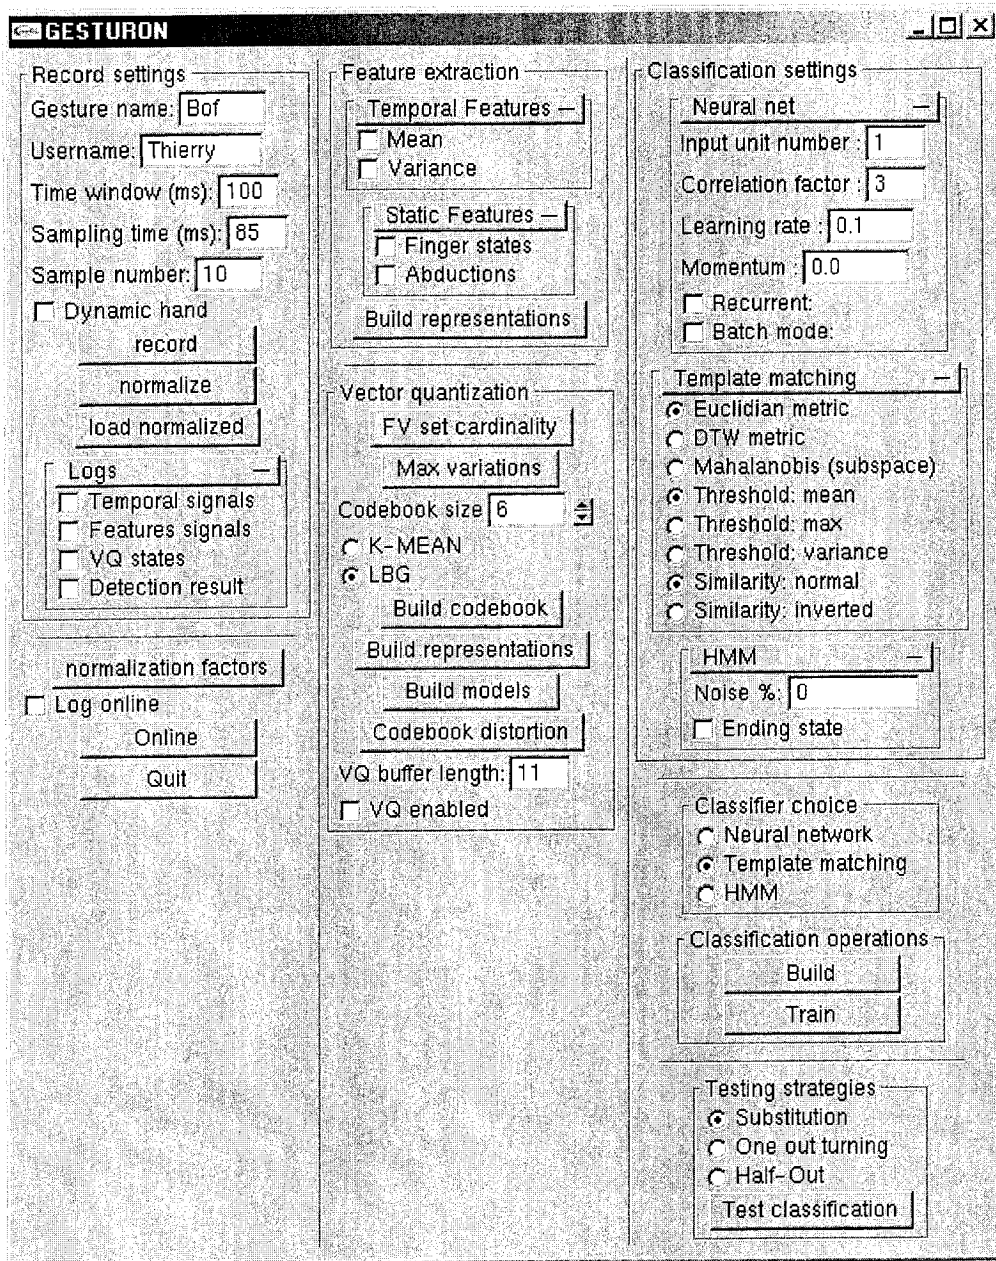 GESTURON
Record settings
Gesture name: Bof
Username: Thierry
Time window (ms): 100
Sampling time (ms): 85
Sample number: 10
Dynamic hand
record
normalize
load normalized
Logs
Temporal signals
Features signals
VQ states
Detection result
normalization factors
Log online
Online
Quit
Feature extraction
Temporal Features
Mean
Variance
Static Features
Finger states
Abductions
Build representations
Vector quantization
FV set cardinality
Max variations
Codebook size 6
K-MEAN
LBG
Build codebook
Build representations
Build models
Codebook distortion
VQ buffer length: 11
VQ enabled
Classification settings
Neural net
Input unit number : 1
Correlation factor : 3
Learning rate : 0.1
Momentum : 0.0
Recurrent:
Batch mode:
Template matching
Euclidian metric
DTW metric
Mahalanobis (subspace)
Threshold: mean
Threshold: max
Threshold: variance
Similarity: normal
Similarity: inverted
HMM
Noise %: 0
Ending state
Classifier choice
Neural network
Template matching
HMM
Classification operations
Build
Train
Testing strategies
Substitution
One out turning
Half-Out
Test classification